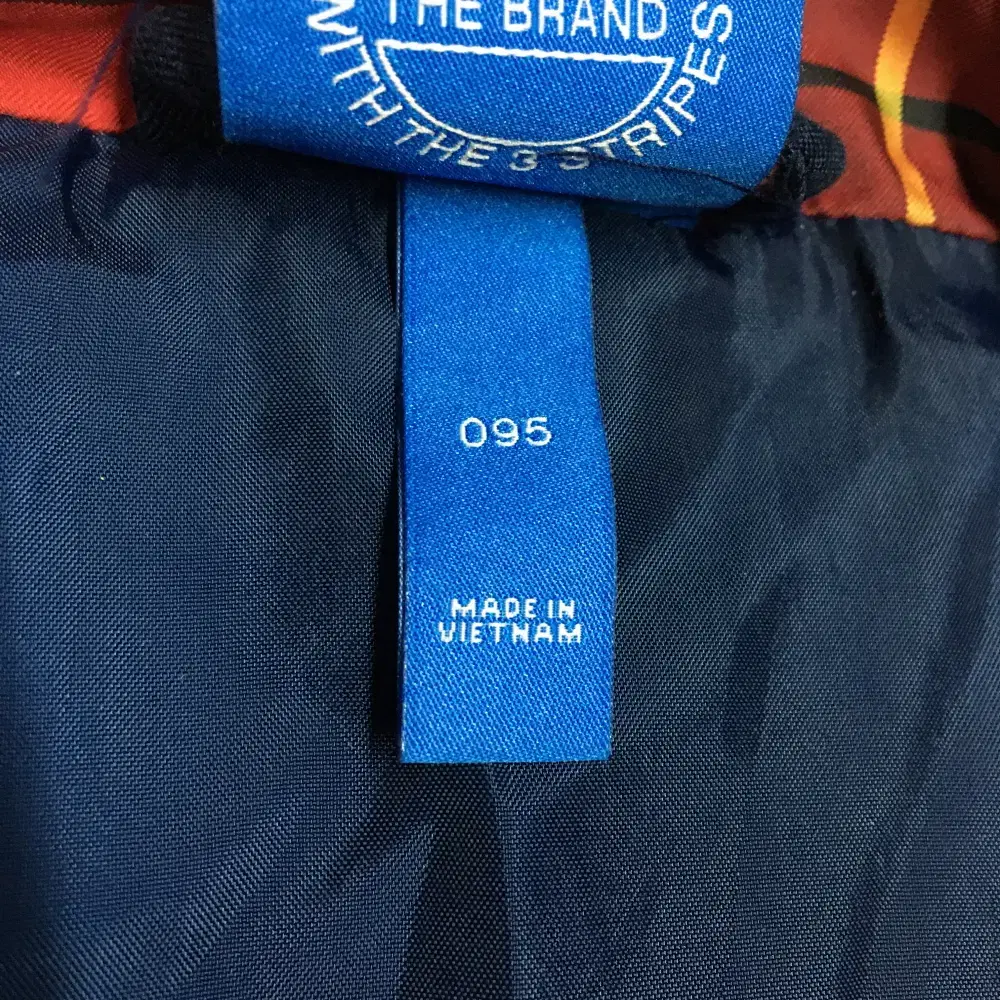 THE BRAND
WITH THE 3 STRIPES
095
MADE IN
VIETNAM